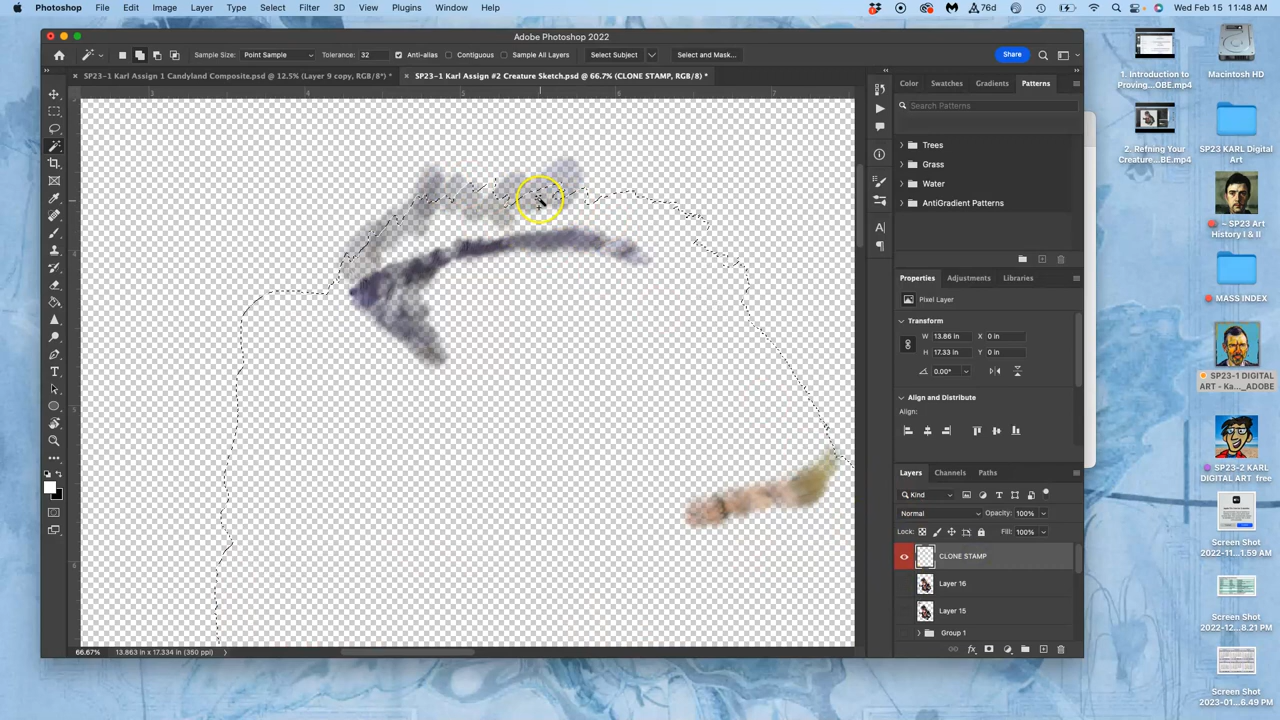 Photoshop File Edit Image Layer Type Select Filter 3D View Plugins Window Help 76d Wed Feb 15 11:48 AM
Adobe Photoshop 2022
Sample Size: Point Sample Tolerance: 32 Anti-alias Contiguous Sample All Layers Select Subject Select and Mask... Share
SP23-1 Karl Assign 1 Candyland Composite.psd @ 12.5% (Layer 9 copy, RGB/8) *
SP23-1 Karl Assign #2 Creature Sketch.psd @ 66.7% (CLONE STAMP, RGB/8) *
3 4 6 7
5
6
66.67% 13.863 in x 17.334 in (350 ppi)
Color Swatches Gradients Patterns
Search Patterns
Trees
Grass
Water
AntiGradient Patterns
Properties Adjustments Libraries
Pixel Layer
Transform
W 13.86 in X 0 in
H 17.33 in Y 0 in
0.00°
Align and Distribute
Align:
Layers Channels Paths
Kind
Normal Opacity: 100%
Lock: Fill: 100%
CLONE STAMP
Layer 16
Layer 15
Group 1
1. Introduction to
Proving...OBE.mp4
2. Refning Your
Creature...BE.mp4
Macintosh HD
SP23 KARL Digital
Art
~ SP23 Art
History I & II
MASS INDEX
SP23-1 DIGITAL
ART - Ka..._ADOBE
SP23-2 KARL
DIGITAL ART free
Screen Shot
2022-11...1.59 AM
Screen Shot
2022-12...8.21 PM
Screen Shot
2023-01...6.49 PM